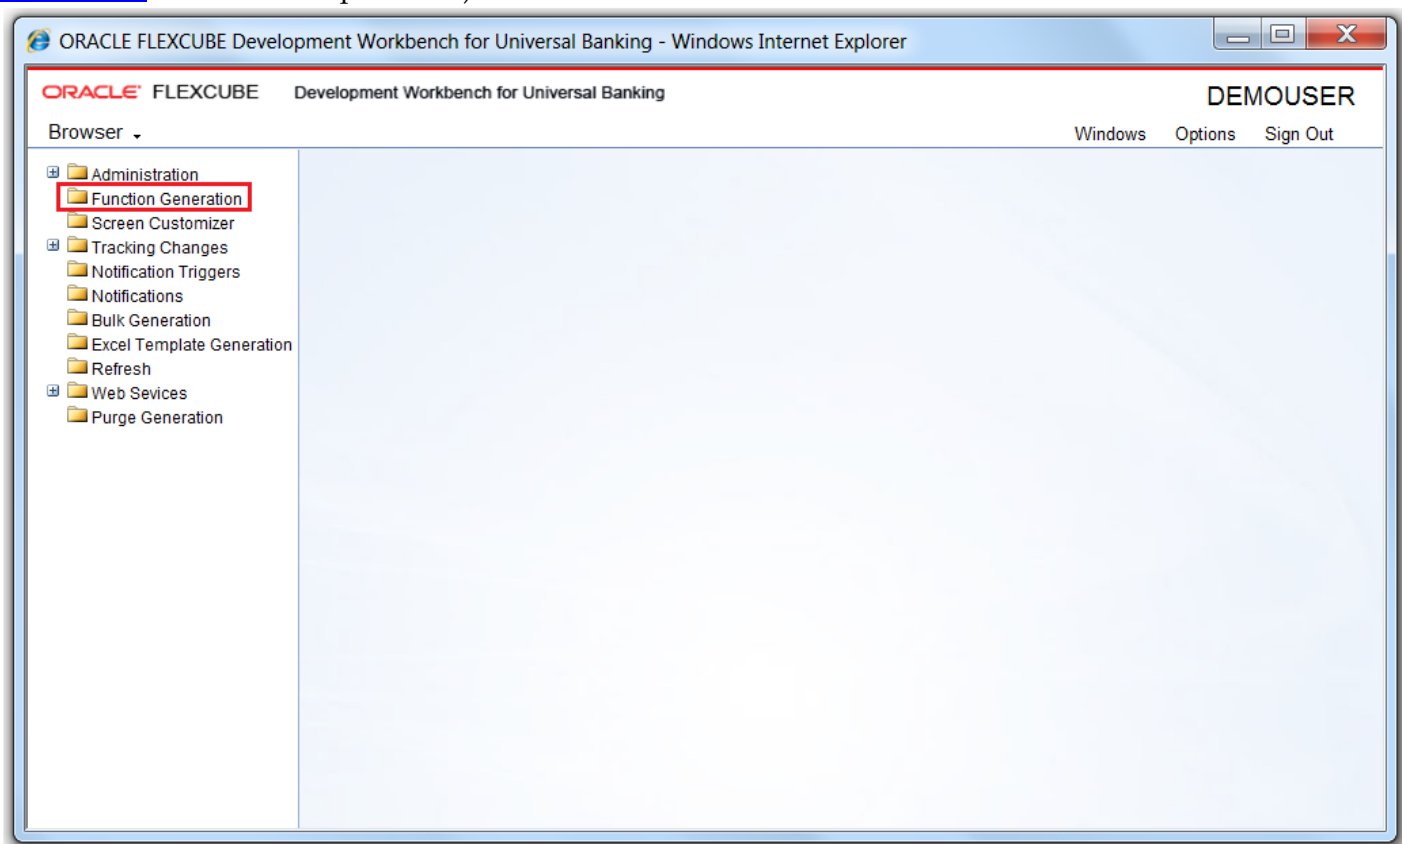 ORACLE FLEXCUBE Development Workbench for Universal Banking - Windows Internet Explorer
ORACLE FLEXCUBE Development Workbench for Universal Banking
DEMOUSER
Browser
Windows Options Sign Out
Administration
Function Generation
Screen Customizer
Tracking Changes
Notification Triggers
Notifications
Bulk Generation
Excel Template Generation
Refresh
Web Sevices
Purge Generation